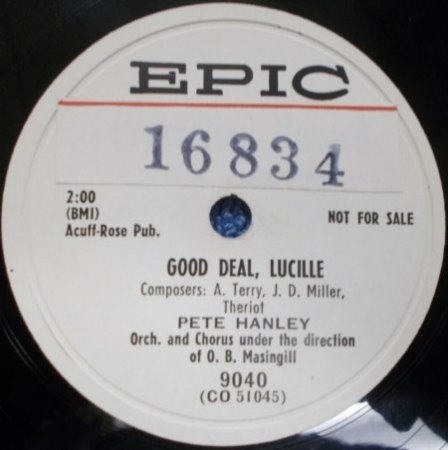 EPIC
16834
2:00
(BMI)
Acuff-Rose Pub.
NOT FOR SALE
GOOD DEAL, LUCILLE
Composers: A. Terry, J. D. Miller,
Theriot
PETE HANLEY
Orch. and Chorus under the direction
of O. B. Masingill
9040
(CO 51045)